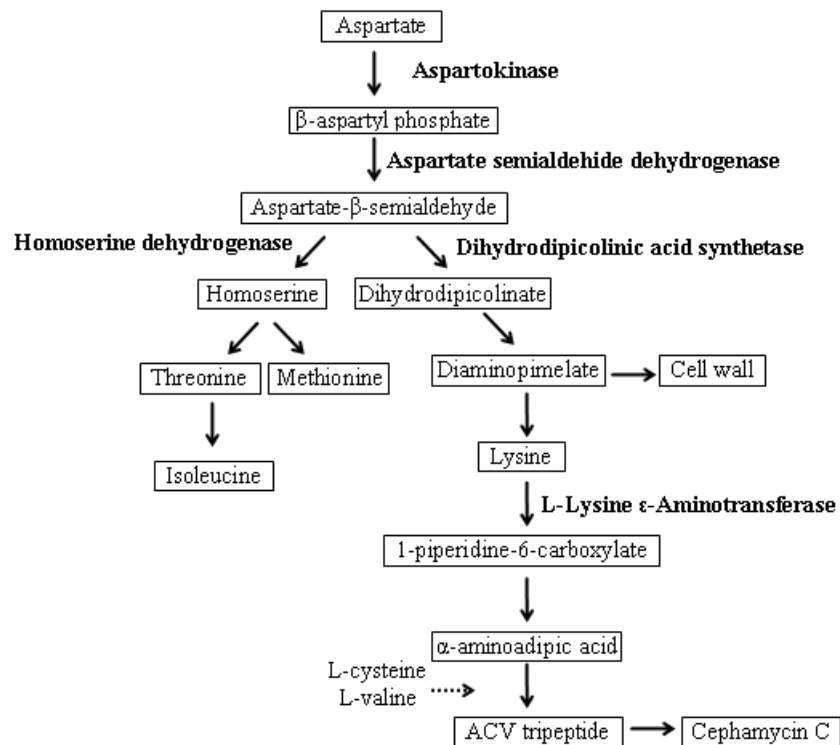 Aspartate
Aspartokinase
β-aspartyl phosphate
Aspartate semialdehide dehydrogenase
Aspartate-β-semialdehyde
Homoserine dehydrogenase
Dihydrodipicolinic acid synthetase
Homoserine
Dihydrodipicolinate
Threonine
Methionine
Diaminopimelate
Cell wall
Isoleucine
Lysine
L-Lysine ε-Aminotransferase
1-piperidine-6-carboxylate
α-aminoadipic acid
L-cysteine
L-valine
ACV tripeptide
Cephamycin C